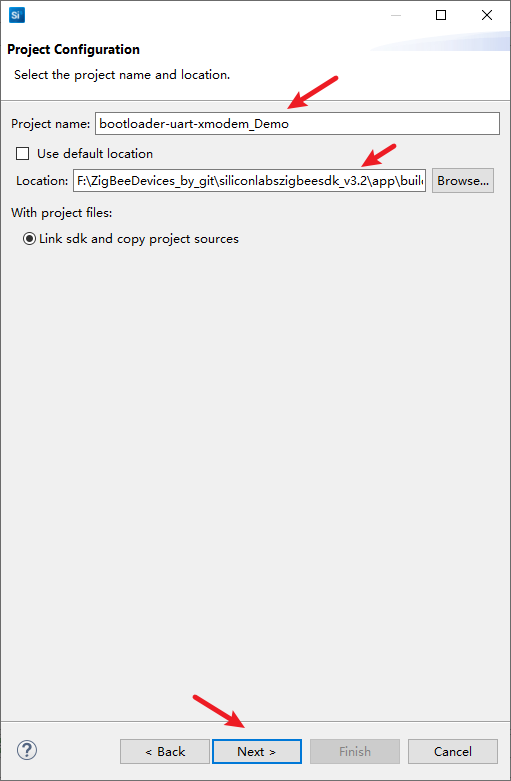 Si
Project Configuration
Select the project name and location.
Project name: bootloader-uart-xmodem_Demo
Use default location
Location: F:\ZigBeeDevices_by_git\siliconlabszigbeesdk_v3.2\app\buil Browse...
With project files:
Link sdk and copy project sources
? < Back Next > Finish Cancel